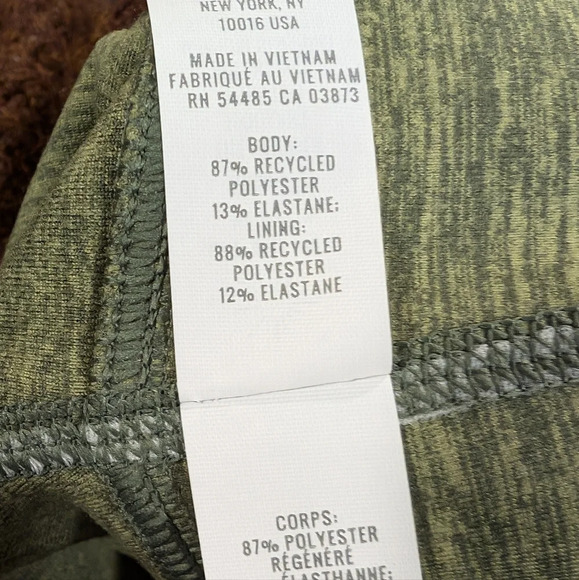 NEW YORK, NY
10016 USA
MADE IN VIETNAM
FABRIQUÉ AU VIETNAM
RN 54485 CA 03873
BODY:
87% RECYCLED
POLYESTER
13% ELASTANE;
LINING:
88% RECYCLED
POLYESTER
12% ELASTANE
CORPS:
87% POLYESTER
RÉGÉNÉRÉ
ÉLASTHANNE;